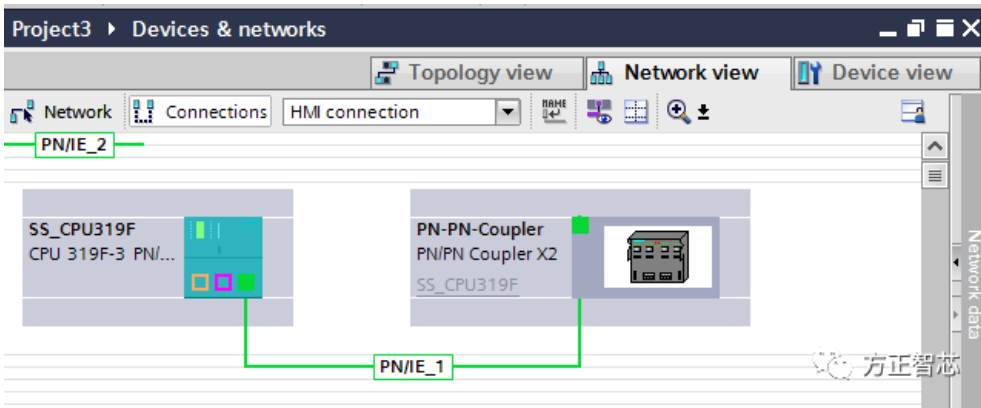 Project3 ▸ Devices & networks
Topology view
Network view
Device view
Network
Connections
HMI connection
NAME
PN/IE_2
SS_CPU319F
CPU 319F-3 PN/...
PN-PN-Coupler
PN/PN Coupler X2
SS_CPU319F
PN/IE_1
Network data
方正智芯